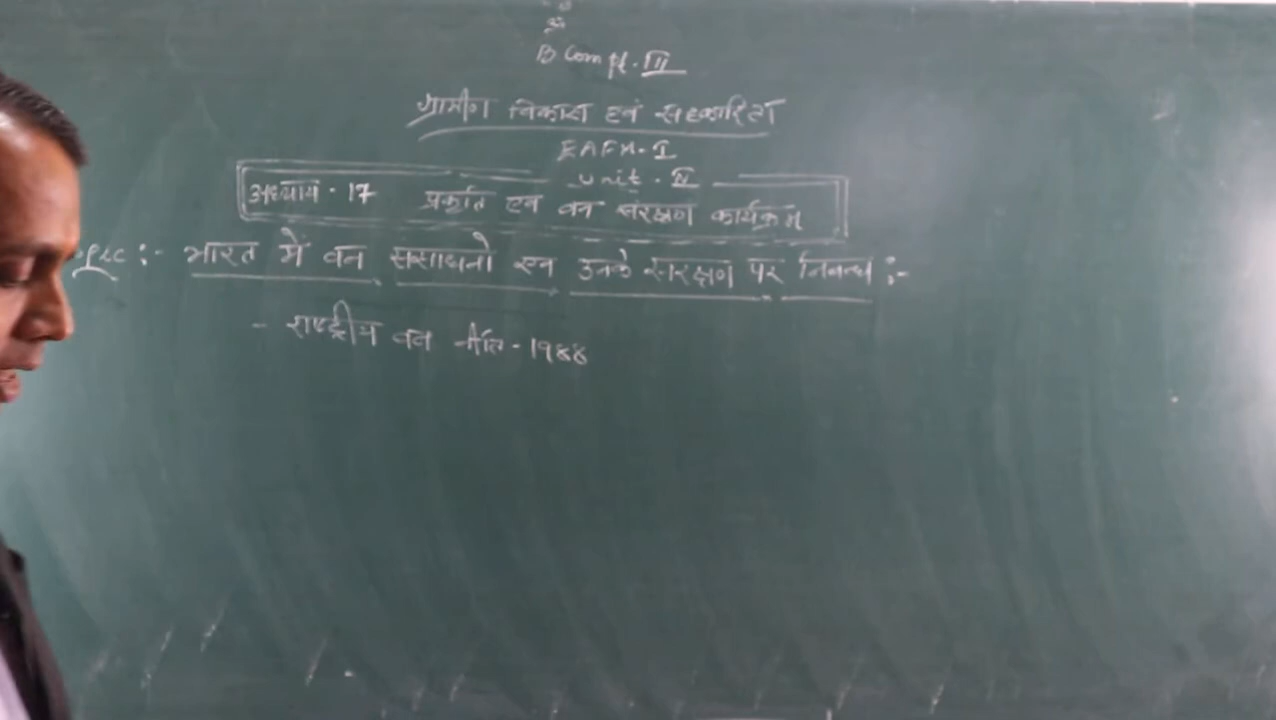 ॐ
B Com pt. III
ग्रामीण विकास एवं सहकारिता
EAFM-I
Unit - IV
अध्याय - 17 प्रकृति एवं वन संरक्षण कार्यक्रम
:- भारत में वन संसाधनो एवं उनके संरक्षण पर निबन्ध :-
- राष्ट्रीय वन नीति - 1988